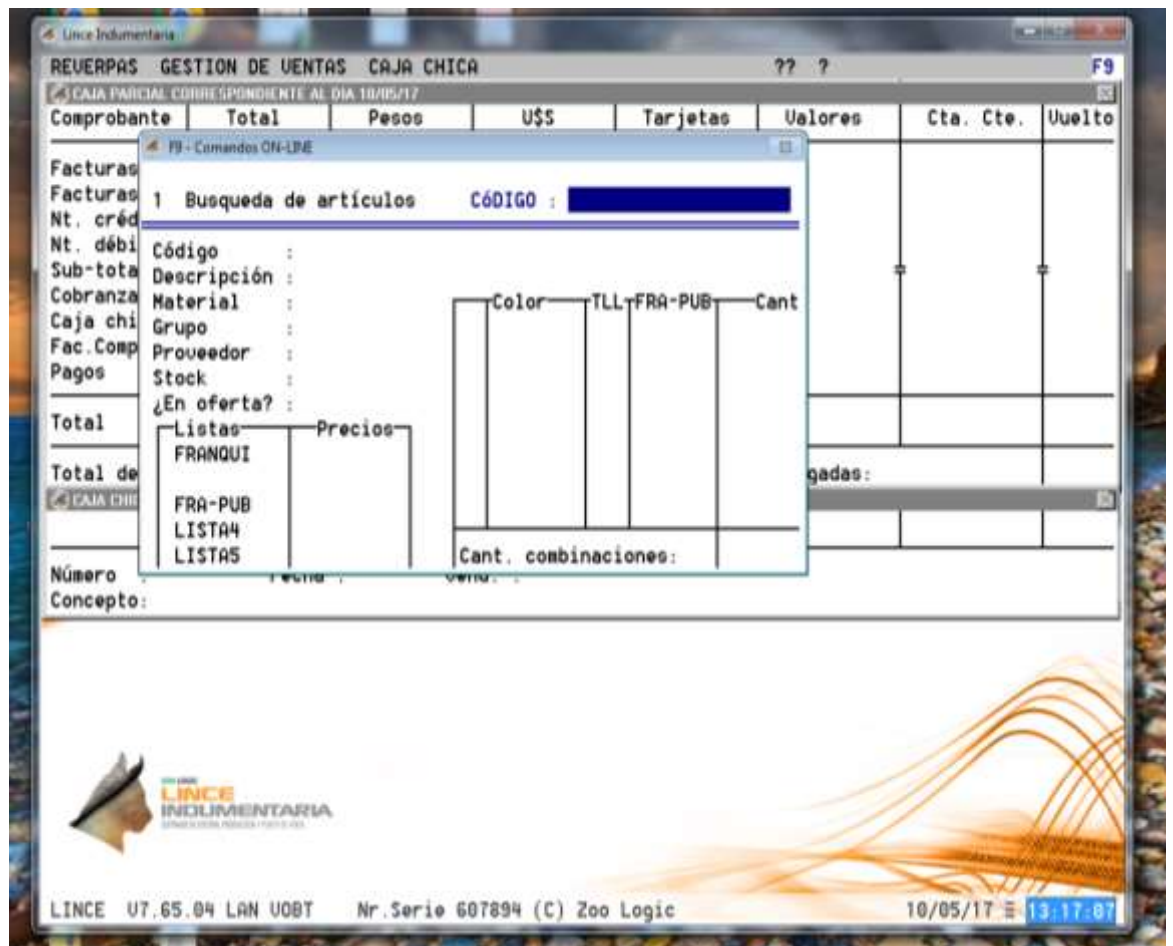 Lince Indumentaria
REVERPAS GESTION DE VENTAS CAJA CHICA ?? ? F9
CAJA PARCIAL CORRESPONDIENTE AL DIA 10/05/17
Comprobante Total Pesos U$S Tarjetas Valores Cta. Cte. Vuelto
F9 - Comandos ON-LINE
Facturas
Facturas
1 Busqueda de artículos CóDIGO :
Nt. créd
Nt. débi
Código :
Sub-tota
Descripción :
Cobranza
Material :
Color TLL FRA-PUB Cant
Caja chi
Grupo :
Fac.Comp
Proveedor :
Pagos
Stock :
¿En oferta? :
Total
Listas Precios
FRANQUI
Total de
gadas:
CAJA CHI
FRA-PUB
LISTA4
LISTA5
Cant. combinaciones:
Número : Fecha : Vend. :
Concepto:
LINCE
INDUMENTARIA
LINCE V7.65.04 LAN VOBT Nr.Serie 607894 (C) Zoo Logic 10/05/17 13:17:07